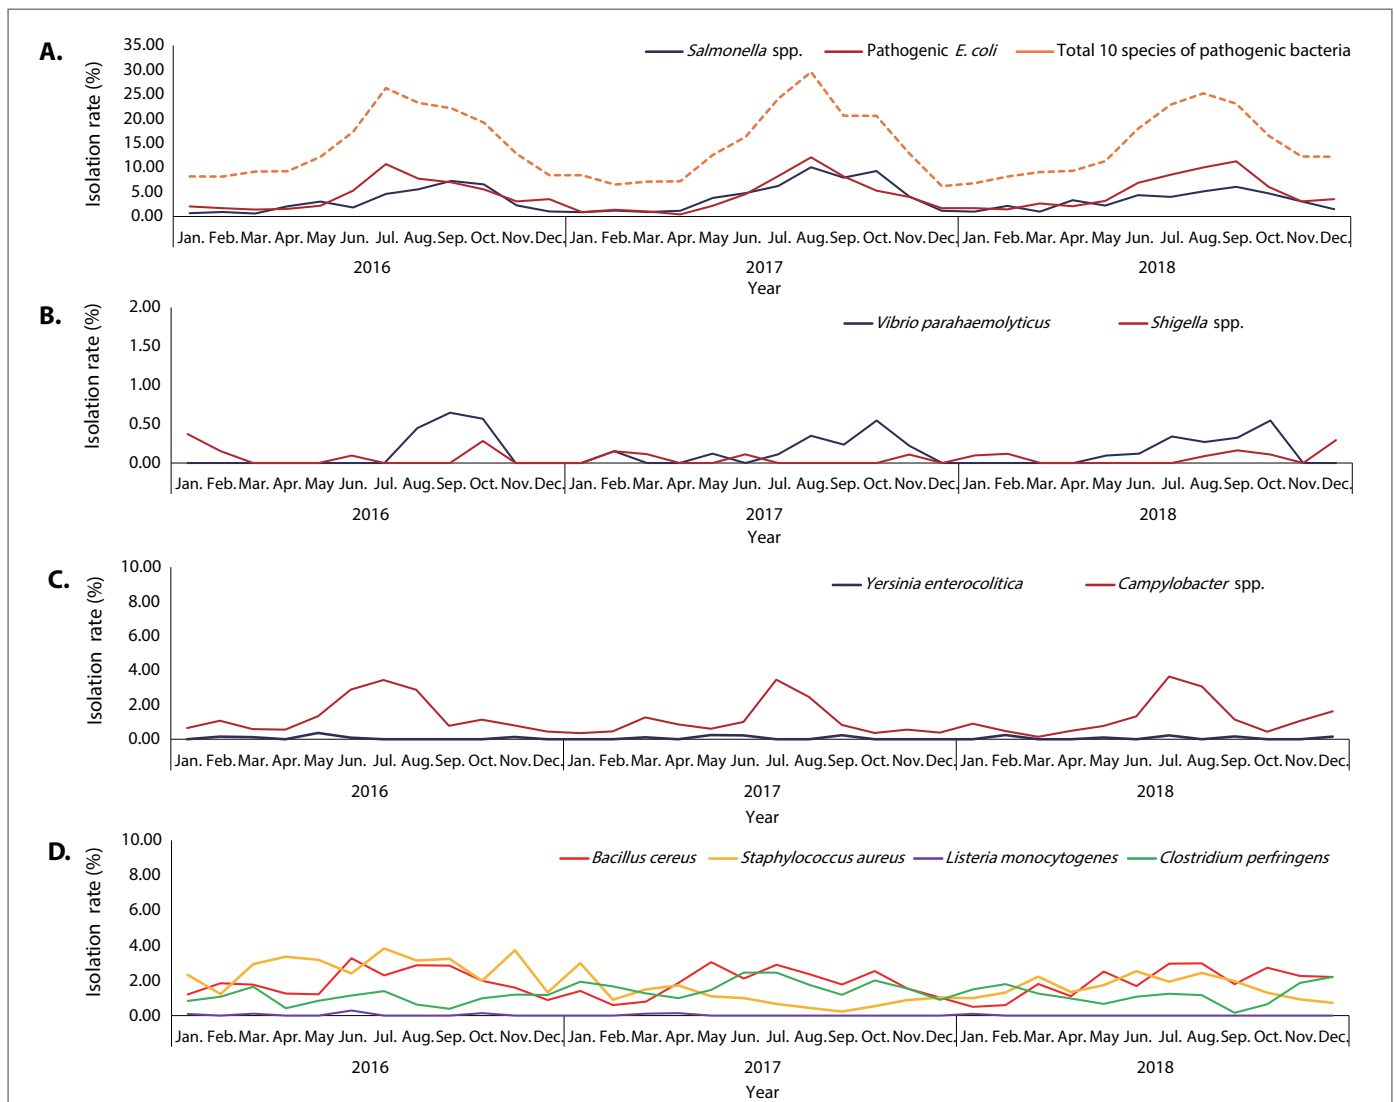 A.
Isolation rate (%)
35.00
30.00
25.00
20.00
15.00
10.00
5.00
0.00
Salmonella spp. Pathogenic E. coli Total 10 species of pathogenic bacteria
Jan. Feb. Mar. Apr. May Jun. Jul. Aug. Sep. Oct. Nov. Dec. Jan. Feb. Mar. Apr. May Jun. Jul. Aug. Sep. Oct. Nov. Dec. Jan. Feb. Mar. Apr. May Jun. Jul. Aug. Sep. Oct. Nov. Dec.
2016 2017 2018
Year
B.
Isolation rate (%)
2.00
1.50
1.00
0.50
0.00
Vibrio parahaemolyticus Shigella spp.
Jan. Feb. Mar. Apr. May Jun. Jul. Aug. Sep. Oct. Nov. Dec. Jan. Feb. Mar. Apr. May Jun. Jul. Aug. Sep. Oct. Nov. Dec. Jan. Feb. Mar. Apr. May Jun. Jul. Aug. Sep. Oct. Nov. Dec.
2016 2017 2018
Year
C.
Isolation rate (%)
10.00
8.00
6.00
4.00
2.00
0.00
Yersinia enterocolitica Campylobacter spp.
Jan. Feb. Mar. Apr. May Jun. Jul. Aug. Sep. Oct. Nov. Dec. Jan. Feb. Mar. Apr. May Jun. Jul. Aug. Sep. Oct. Nov. Dec. Jan. Feb. Mar. Apr. May Jun. Jul. Aug. Sep. Oct. Nov. Dec.
2016 2017 2018
Year
D.
Isolation rate (%)
10.00
8.00
6.00
4.00
2.00
0.00
Bacillus cereus Staphylococcus aureus Listeria monocytogenes Clostridium perfringens
Jan. Feb. Mar. Apr. May Jun. Jul. Aug. Sep. Oct. Nov. Dec. Jan. Feb. Mar. Apr. May Jun. Jul. Aug. Sep. Oct. Nov. Dec. Jan. Feb. Mar. Apr. May Jun. Jul. Aug. Sep. Oct. Nov. Dec.
2016 2017 2018
Year